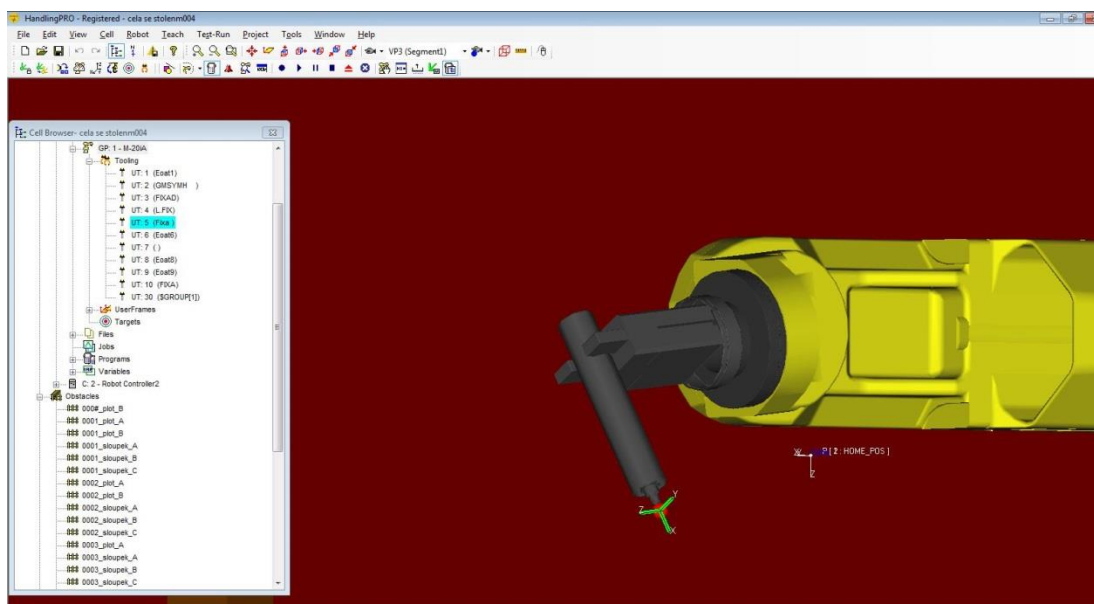 HandlingPRO - Registered - cela se stolenm004
File Edit View Cell Robot Teach Test-Run Project Tools Window Help
VP3 (Segment1)
Cell Browser- cela se stolenm004
GP: 1 - M-20iA
Tooling
UT: 1 (Eoat1)
UT: 2 (GMSYMH )
UT: 3 (FIXAD)
UT: 4 (L.FIX)
UT: 5 (Fixs )
UT: 6 (Eoat6)
UT: 7 ( )
UT: 8 (Eoat8)
UT: 9 (Eoat9)
UT: 10 (FIXA)
UT: 30 ($GROUP[1])
UserFrames
Targets
Files
Jobs
Programs
Variables
C: 2 - Robot Controller2
Obstacles
000#_plot_B
0001_plot_A
0001_plot_B
0001_sloupek_A
0001_sloupek_B
0001_sloupek_C
0002_plot_A
0002_plot_B
0002_sloupek_A
0002_sloupek_B
0002_sloupek_C
0003_plot_A
0003_sloupek_A
0003_sloupek_B
0003_sloupek_C
P[ 2 : HOME_POS ]
Z
Y
Z
X